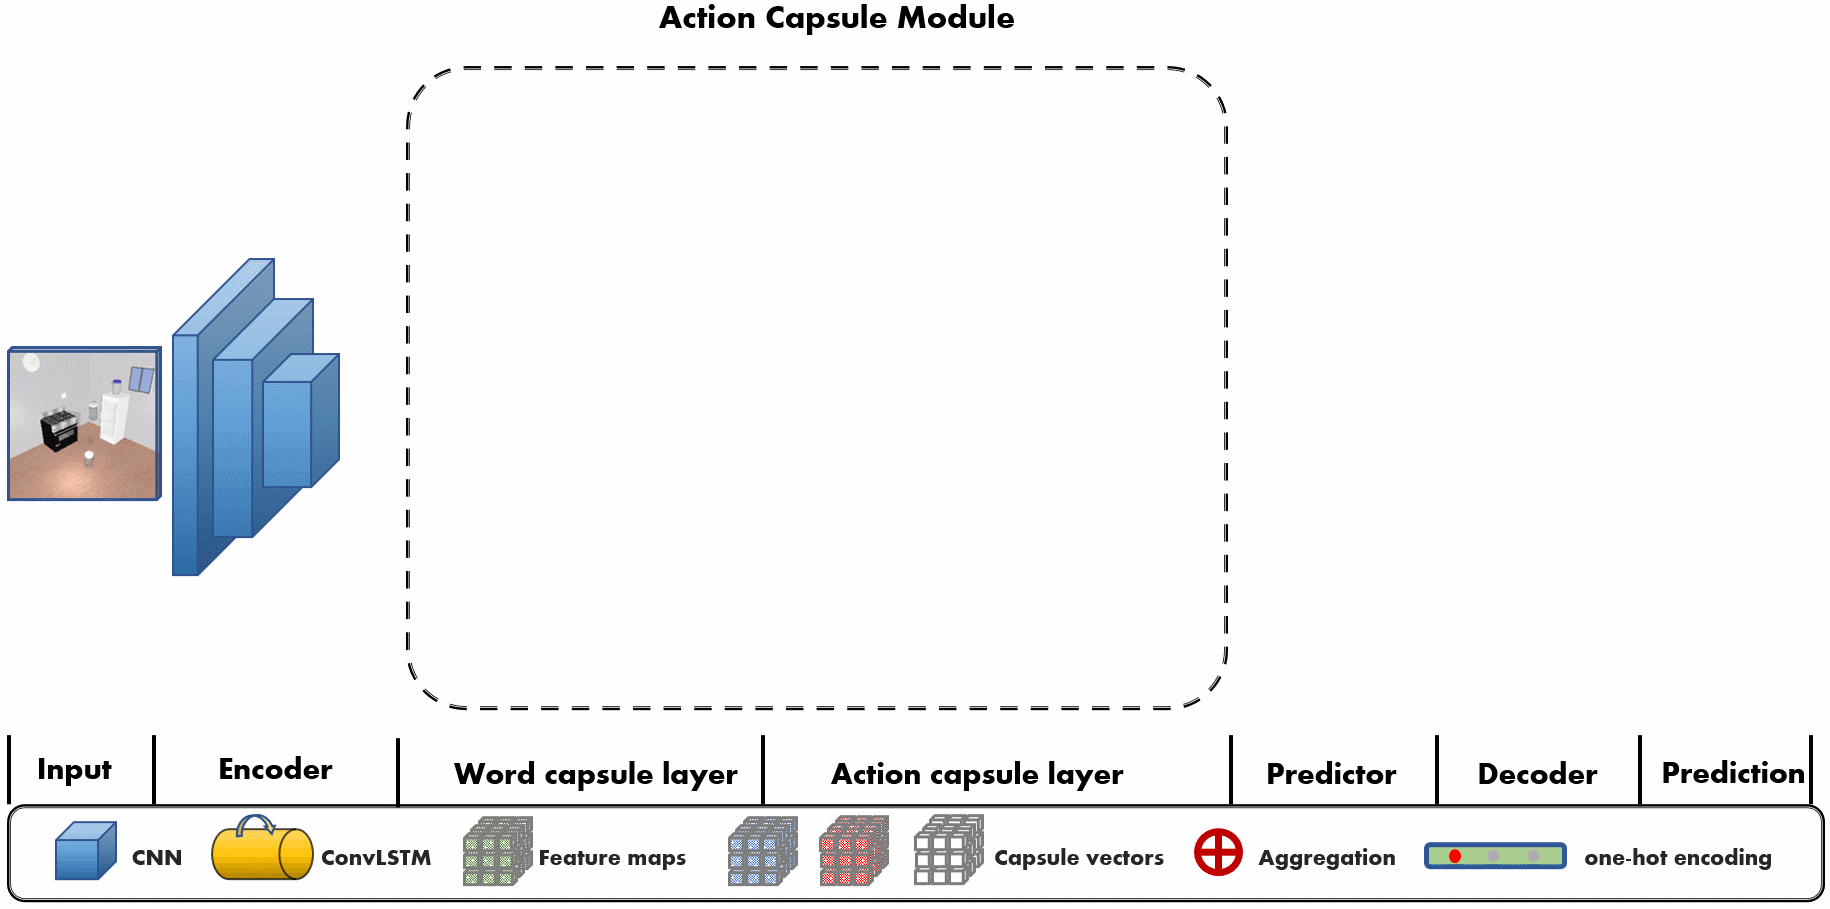 Action Capsule Module
Input
Encoder
Word capsule layer
Action capsule layer
Predictor
Decoder
Prediction
CNN
ConvLSTM
Feature maps
Capsule vectors
Aggregation
one-hot encoding